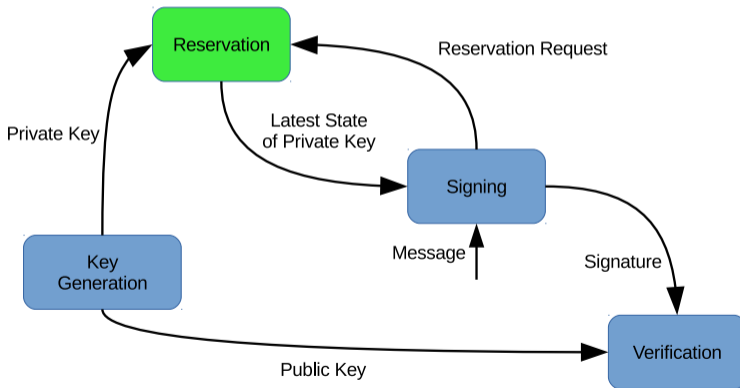 Reservation
Reservation Request
Latest State
of Private Key
Private Key
Signing
Message
Signature
Key
Generation
Verification
Public Key